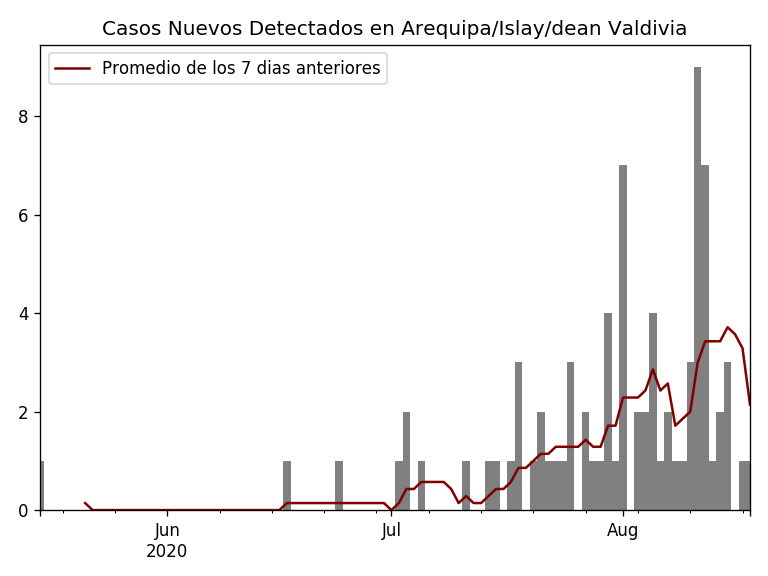 Casos Nuevos Detectados en Arequipa/Islay/dean Valdivia
Promedio de los 7 dias anteriores
8
6
4
2
0
Jun
2020
Jul
Aug